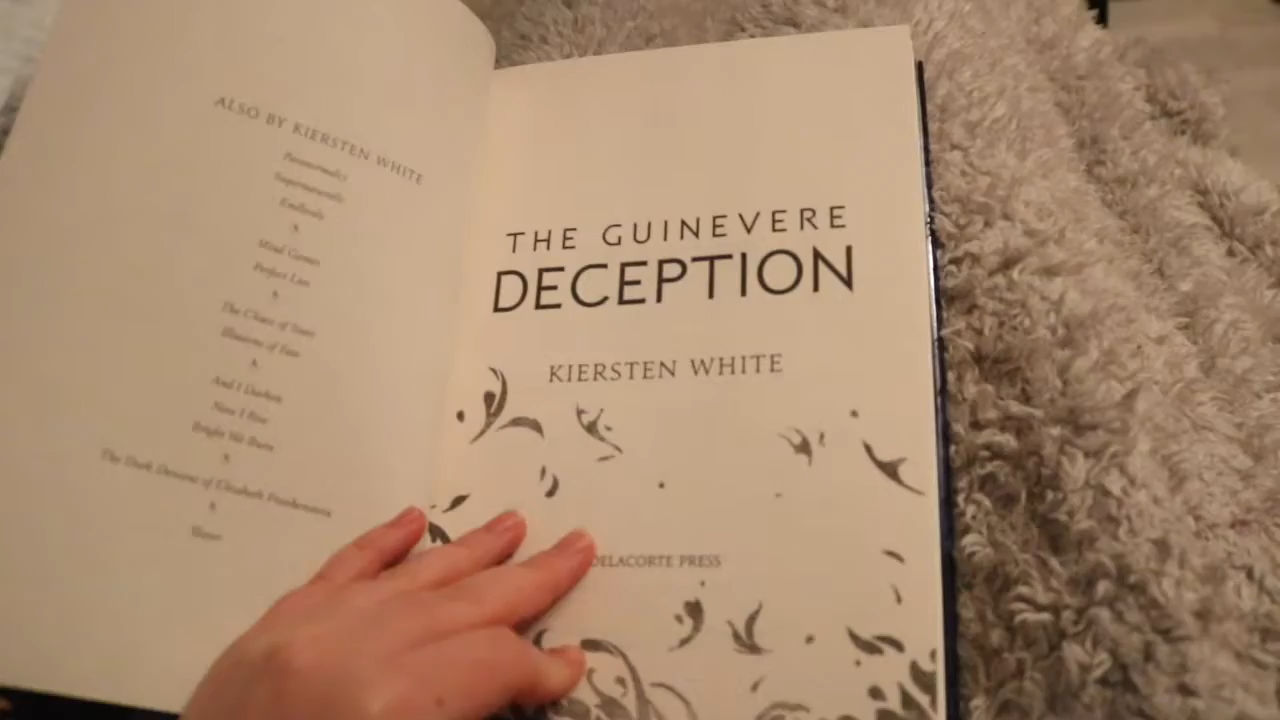 ALSO BY KIERSTEN WHITE
Paranormalcy
Supernaturally
Endlessly
Mind Games
Perfect Lies
The Chaos of Stars
Illusions of Fate
And I Darken
Now I Rise
Bright We Burn
The Dark Descent of Elizabeth Frankenstein
Slayer
THE GUINEVERE
DECEPTION
KIERSTEN WHITE
DELACORTE PRESS